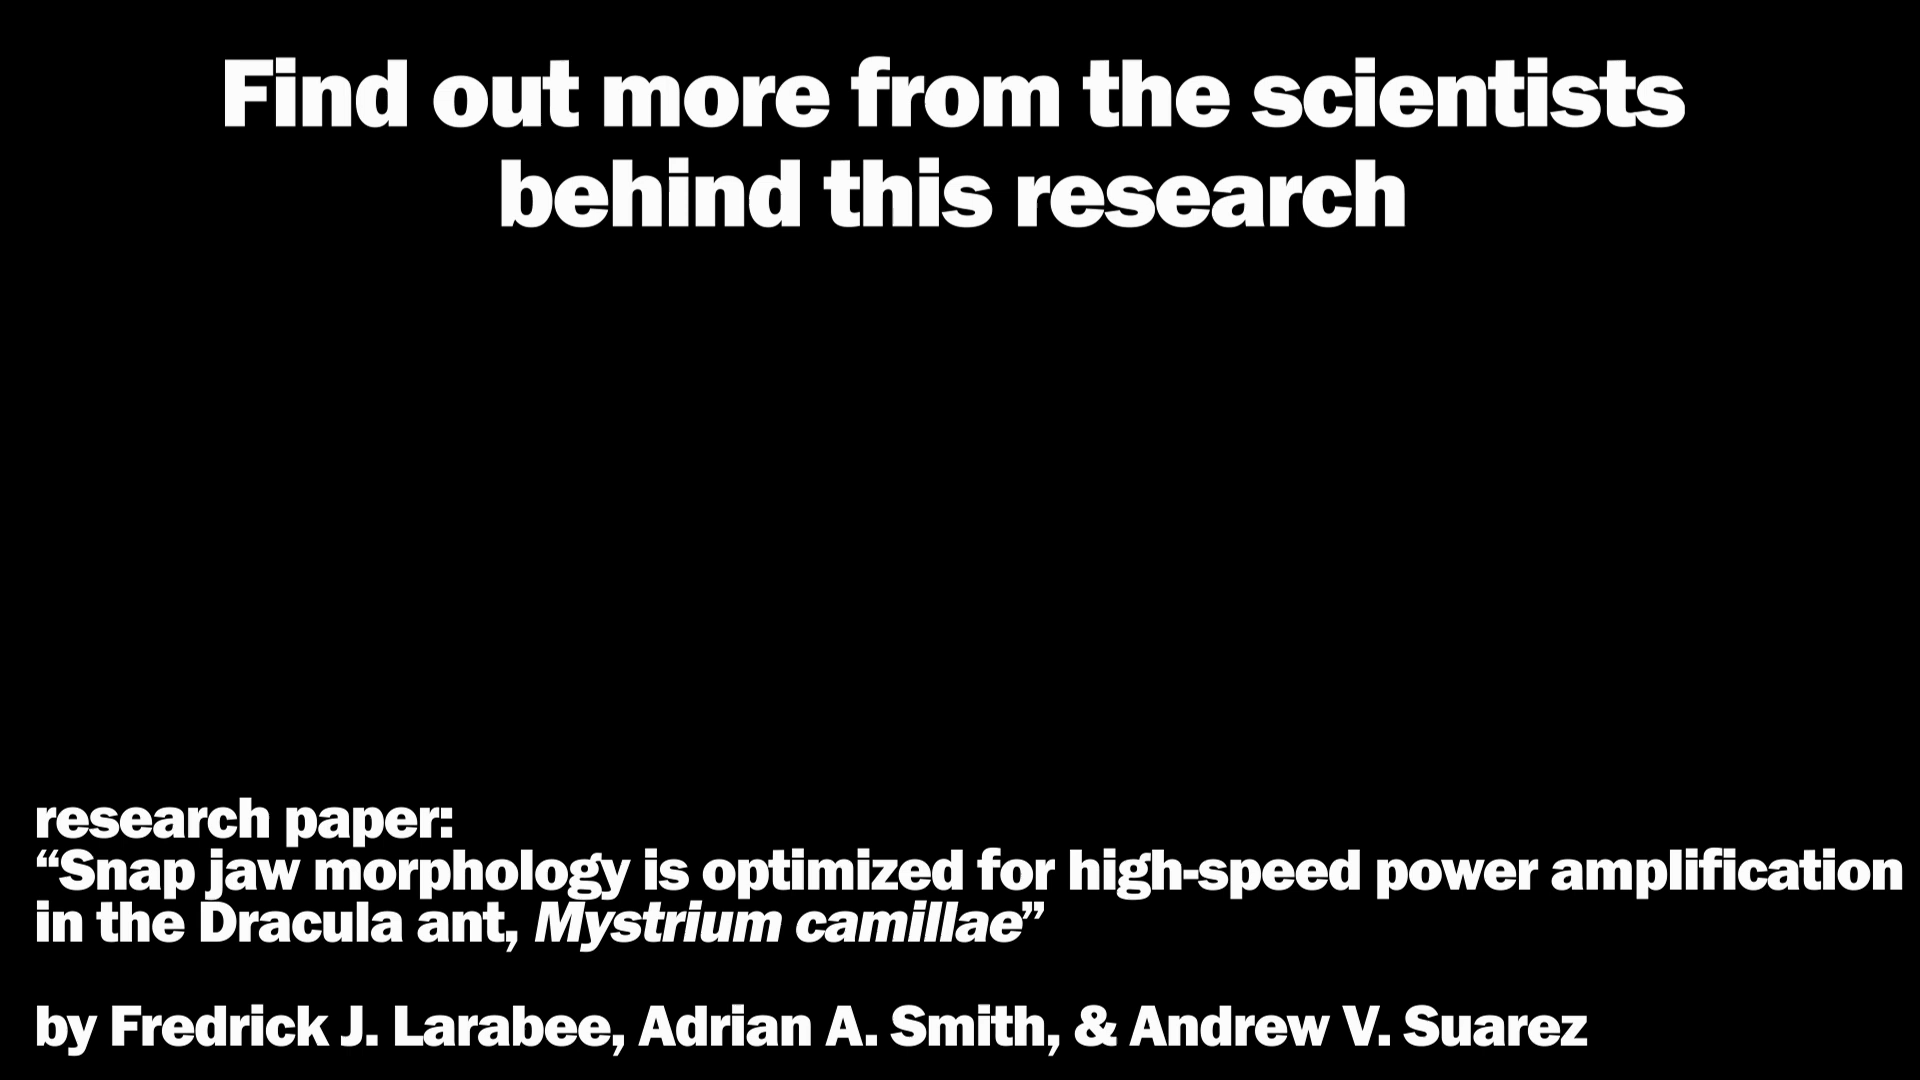 Find out more from the scientists
behind this research
research paper:
“Snap jaw morphology is optimized for high-speed power amplification
in the Dracula ant, Mystrium camillae”
by Fredrick J. Larabee, Adrian A. Smith, & Andrew V. Suarez